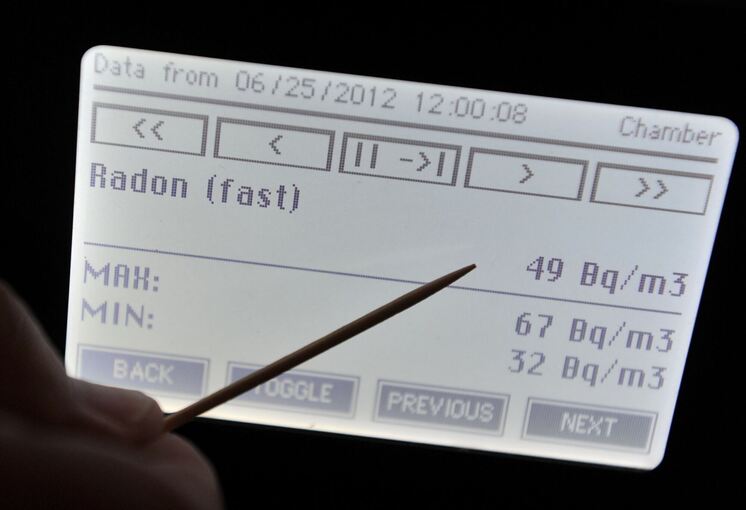 Data from 06/25/2012 12:00:08 Chamber
<< < || ->| > >>
Radon (fast)
49 Bq/m3
MAX: 67 Bq/m3
MIN: 32 Bq/m3
BACK TOGGLE PREVIOUS NEXT